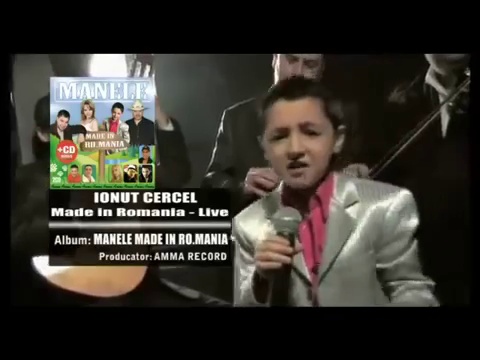 MANELE
MADE IN
RO.MANIA
+CD
IONUT CERCEL
Made in Romania - Live
Album: MANELE MADE IN RO.MANIA
Producator: AMMA RECORD